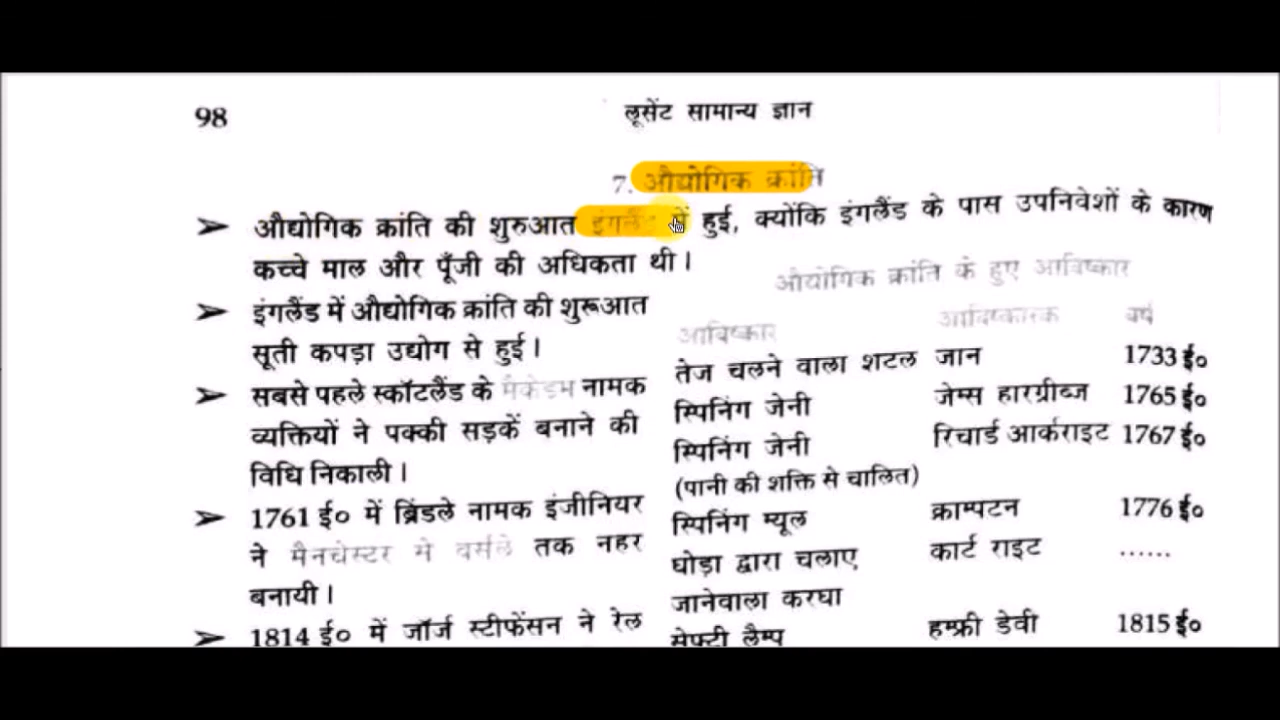 98
लूसेंट सामान्य ज्ञान
7. औद्योगिक क्रांति
➢ औद्योगिक क्रांति की शुरुआत इंगलैंड में हुई, क्योंकि इंगलैंड के पास उपनिवेशों के कारण
कच्चे माल और पूँजी की अधिकता थी।
➢ इंगलैंड में औद्योगिक क्रांति की शुरूआत
सूती कपड़ा उद्योग से हुई।
➢ सबसे पहले स्कॉटलैंड के मैकेडम नामक
व्यक्तियों ने पक्की सड़कें बनाने की
विधि निकाली।
➢ 1761 ई० में ब्रिंडले नामक इंजीनियर
ने मैनचेस्टर से वर्सले तक नहर
बनायी।
➢ 1814 ई० में जॉर्ज स्टीफेंसन ने रेल
औद्योगिक क्रांति के हुए आविष्कार
आविष्कार आविष्कारक वर्ष
तेज चलने वाला शटल जान 1733 ई०
स्पिनिंग जेनी जेम्स हारग्रीव्ज 1765 ई०
स्पिनिंग जेनी रिचार्ड आर्कराइट 1767 ई०
(पानी की शक्ति से चालित)
स्पिनिंग म्यूल क्राम्पटन 1776 ई०
घोड़ा द्वारा चलाए कार्ट राइट ......
जानेवाला करघा
सेफ्टी लैम्प हम्फ्री डेवी 1815 ई०